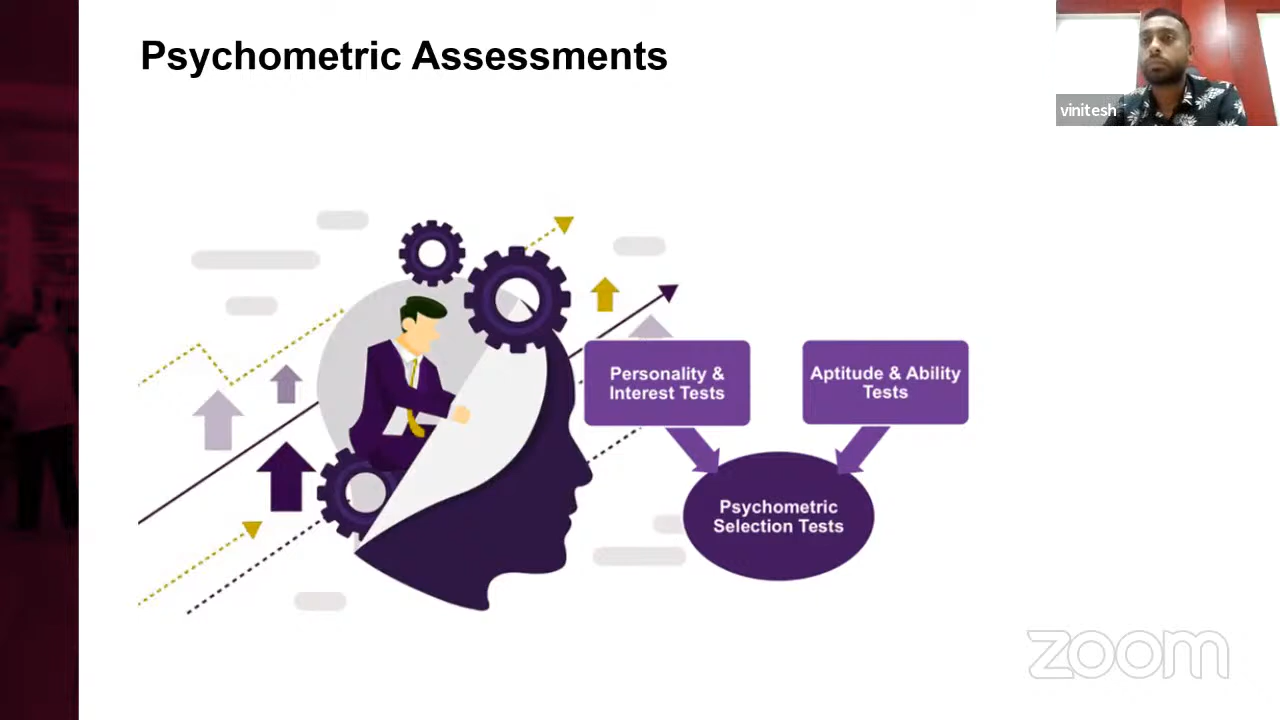 Psychometric Assessments
vinitesh
Personality &
Interest Tests
Aptitude & Ability
Tests
Psychometric
Selection Tests
zoom